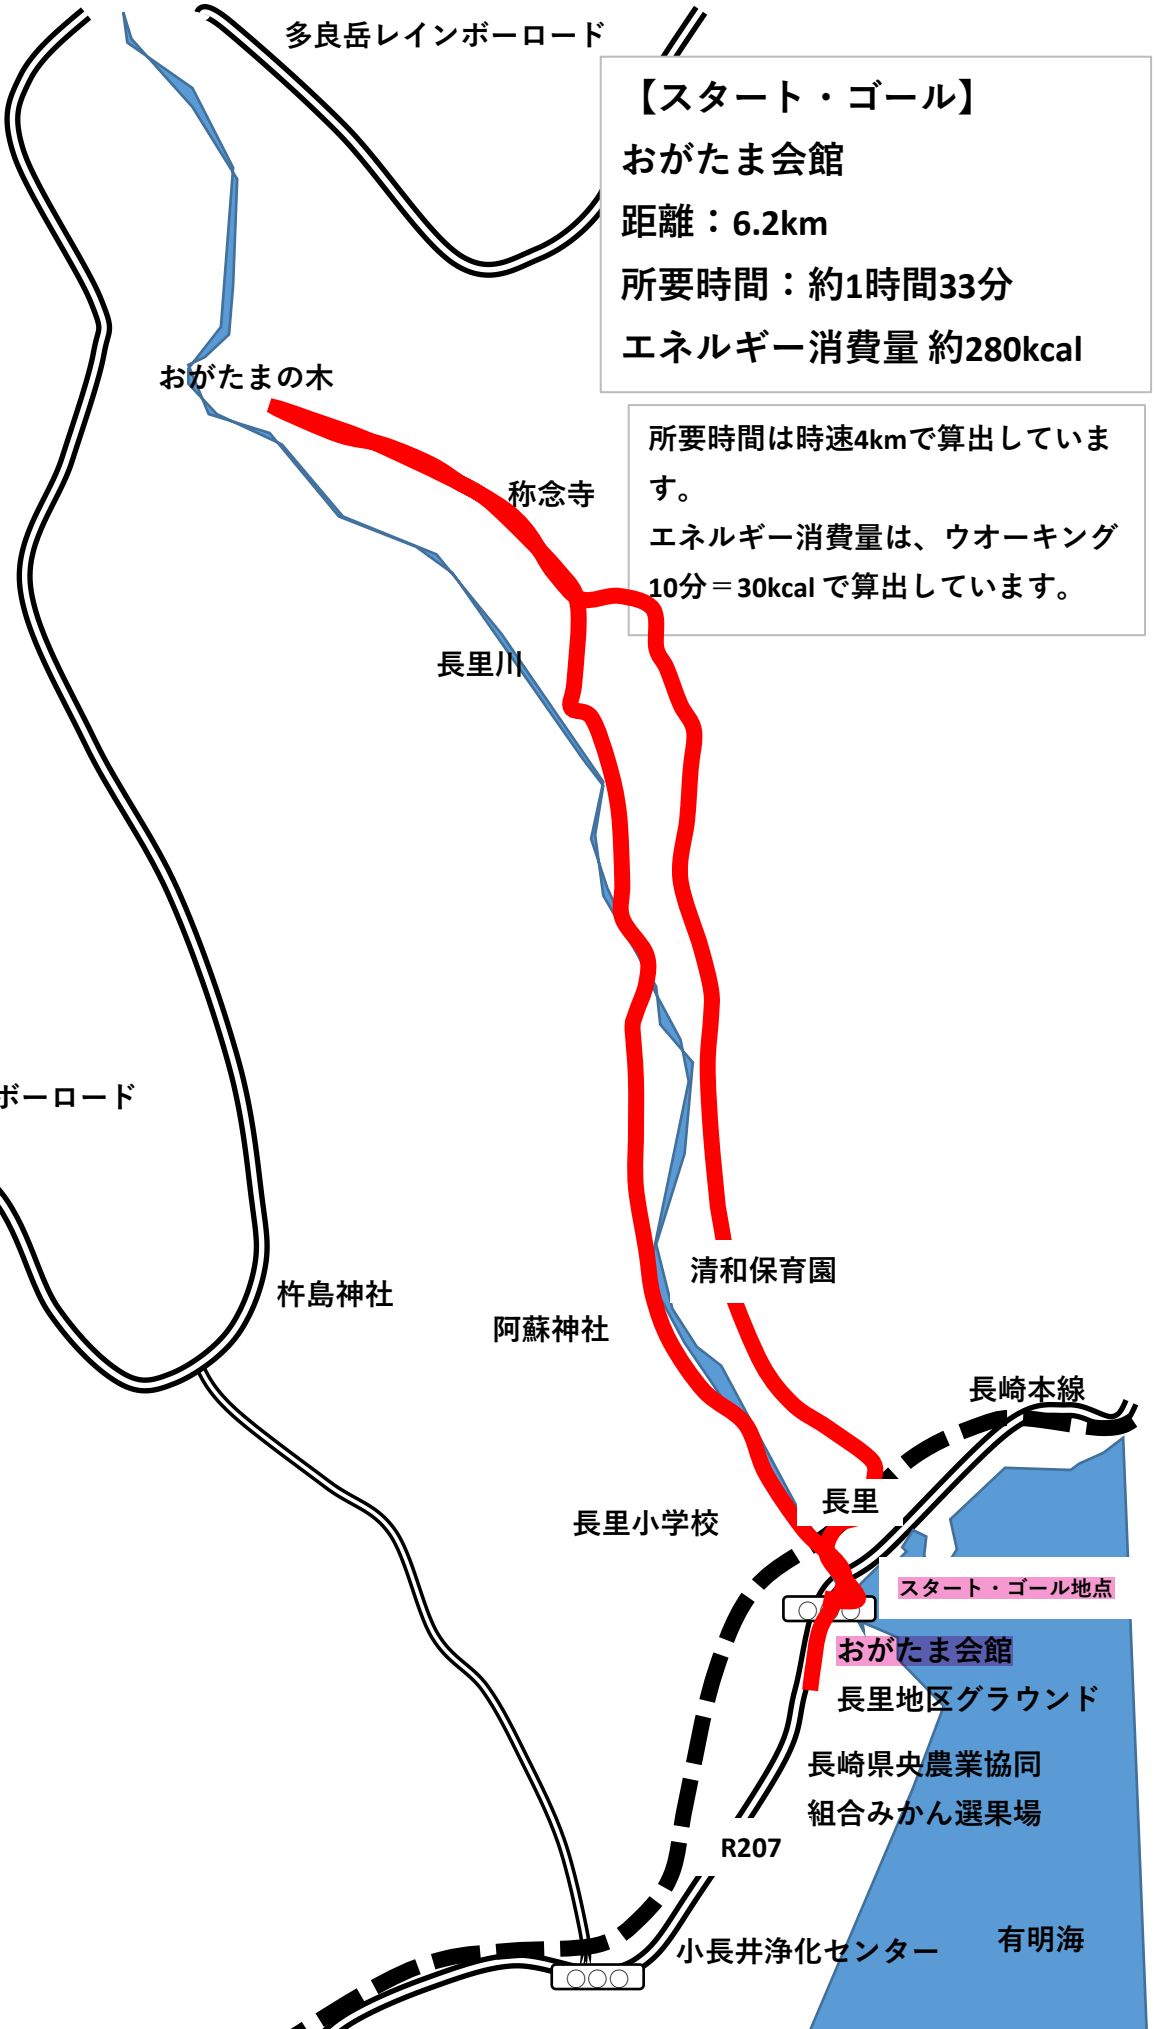 多良岳レインボーロード
【スタート・ゴール】
おがたま会館
距離：6.2km
所要時間：約1時間33分
エネルギー消費量 約280kcal
おがたまの木
所要時間は時速4kmで算出していま
す。
エネルギー消費量は、ウオーキング
10分＝30kcal で算出しています。
称念寺
長里川
ボーロード
清和保育園
杵島神社
阿蘇神社
長崎本線
長里
長里小学校
スタート・ゴール地点
おがたま会館
長里地区グラウンド
長崎県央農業協同
組合みかん選果場
R207
小長井浄化センター
有明海